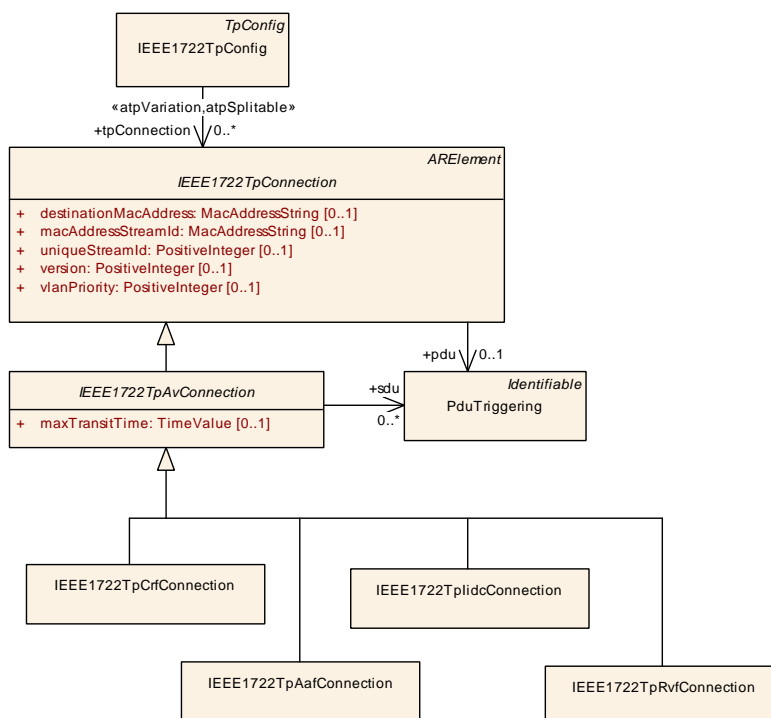 TpConfig
IEEE1722TpConfig
«atpVariation,atpSplitable»
+tpConnection 0..*
ARElement
IEEE1722TpConnection
+ destinationMacAddress: MacAddressString [0..1]
+ macAddressStreamId: MacAddressString [0..1]
+ uniqueStreamId: PositiveInteger [0..1]
+ version: PositiveInteger [0..1]
+ vlanPriority: PositiveInteger [0..1]
+pdu 0..1
IEEE1722TpAvConnection
+ maxTransitTime: TimeValue [0..1]
+sdu
0..*
Identifiable
PduTriggering
IEEE1722TpCrfConnection
IEEE1722TpIidcConnection
IEEE1722TpAafConnection
IEEE1722TpRvfConnection